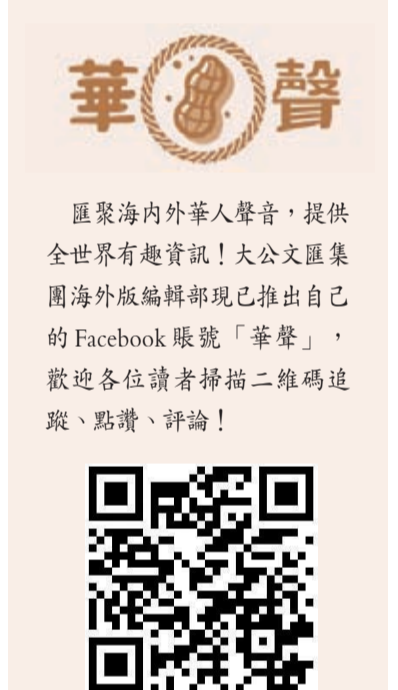 華 聲
匯聚海內外華人聲音，提供
全世界有趣資訊！大公文匯集
團海外版編輯部現已推出自己
的 Facebook 賬號「華聲」，
歡迎各位讀者掃描二維碼追
蹤、點讚、評論！